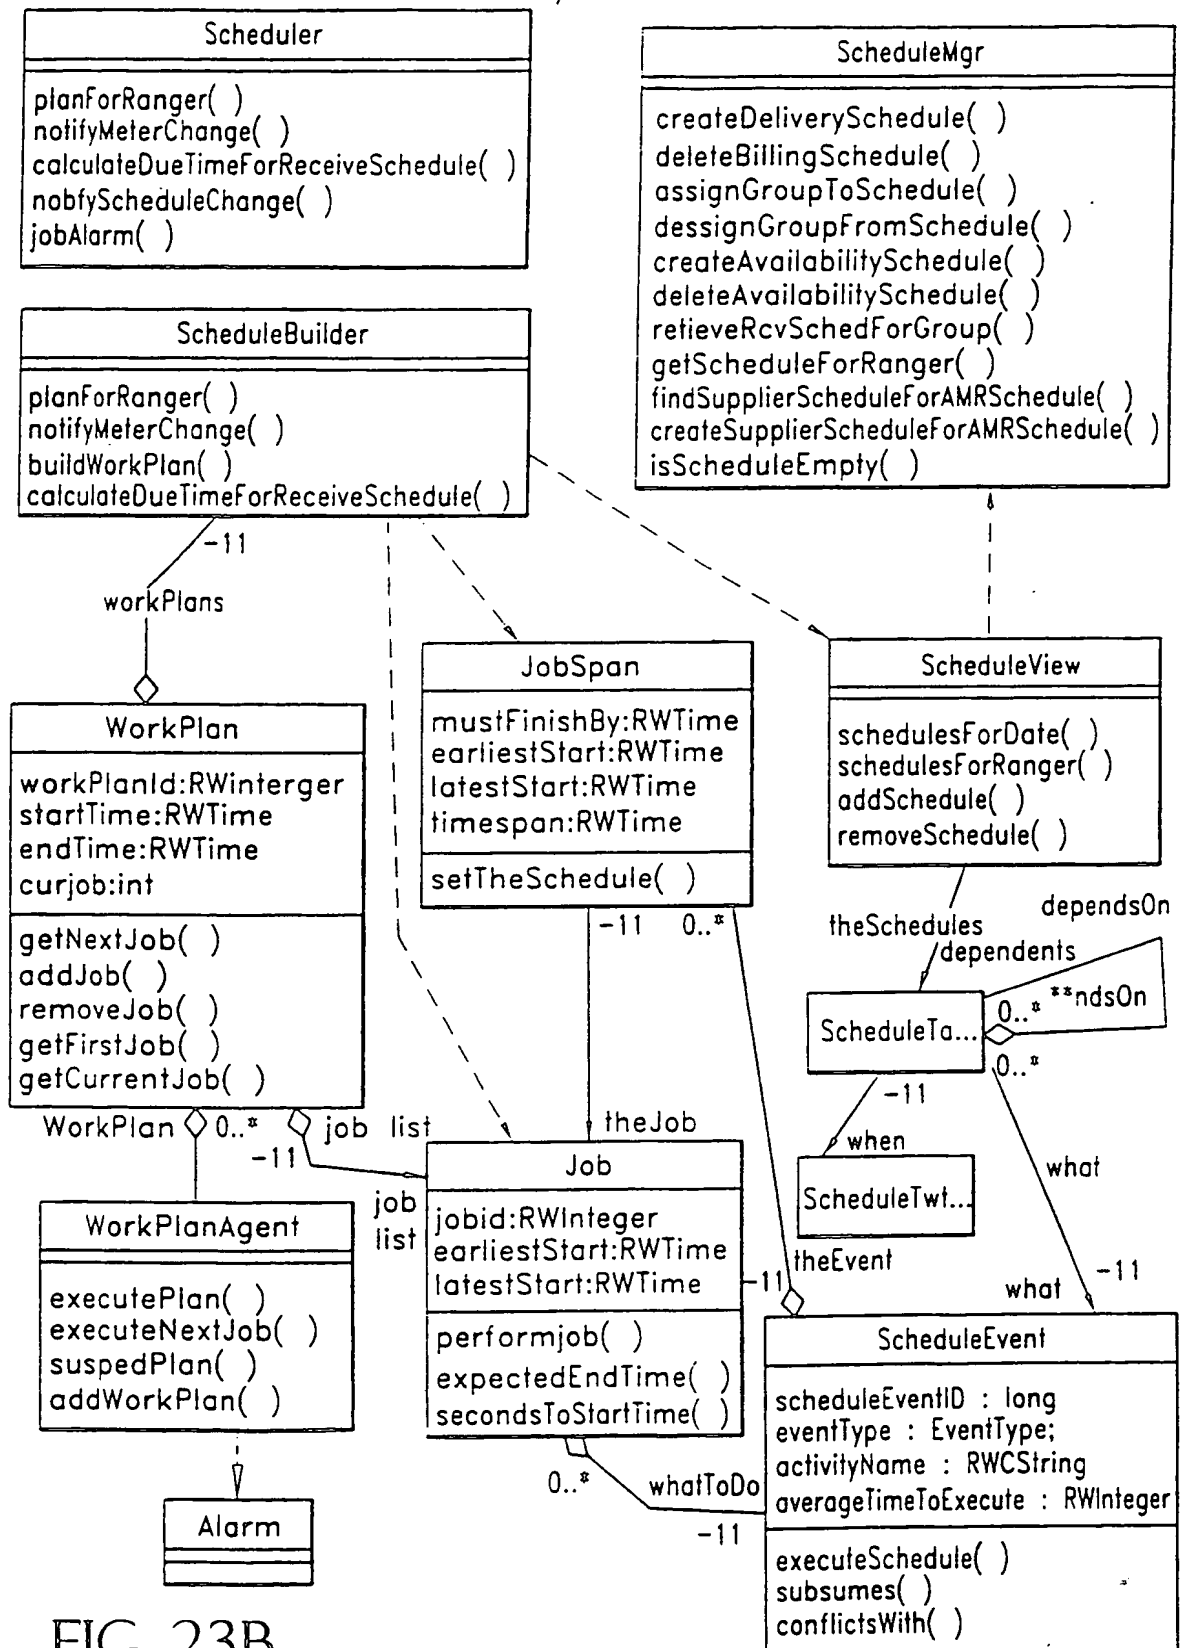 Scheduler
planForRanger( )
notifyMeterChange( )
calculateDueTimeForReceiveSchedule( )
nobfyScheduleChange( )
jobAlarm( )
ScheduleMgr
createDeliverySchedule( )
deleteBillingSchedule( )
assignGroupToSchedule( )
dessignGroupFromSchedule( )
createAvailabilitySchedule( )
deleteAvailabilitySchedule( )
retieveRcvSchedForGroup( )
getScheduleForRanger( )
findSupplierScheduleForAMRSchedule( )
createSupplierScheduleForAMRSchedule( )
isScheduleEmpty( )
ScheduleBuilder
planForRanger( )
notifyMeterChange( )
buildWorkPlan( )
calculateDueTimeForReceiveSchedule( )
-11
workPlans
WorkPlan
workPlanId:RWinterger
startTime:RWTime
endTime:RWTime
curjob:int
getNextJob( )
addJob( )
removeJob( )
getFirstJob( )
getCurrentJob( )
JobSpan
mustFinishBy:RWTime
earliestStart:RWTime
latestStart:RWTime
timespan:RWTime
setTheSchedule( )
-11
0..*
ScheduleView
schedulesForDate( )
schedulesForRanger( )
addSchedule( )
removeSchedule( )
theSchedules
dependsOn
dependents
0..*
**ndsOn
ScheduleTa...
0..*
-11
when
what
ScheduleTwt...
WorkPlan
0..*
job list
-11
theJob
job
list
Job
jobid:RWInteger
earliestStart:RWTime
latestStart:RWTime
performjob( )
expectedEndTime( )
secondsToStartTime( )
-11
theEvent
what
-11
WorkPlanAgent
executePlan( )
executeNextJob( )
suspedPlan( )
addWorkPlan( )
Alarm
0..*
whatToDo
-11
ScheduleEvent
scheduleEventID : long
eventType : EventType;
activityName : RWCString
averageTimeToExecute : RWInteger
executeSchedule( )
subsumes( )
conflictsWith( )
FIG. 23B